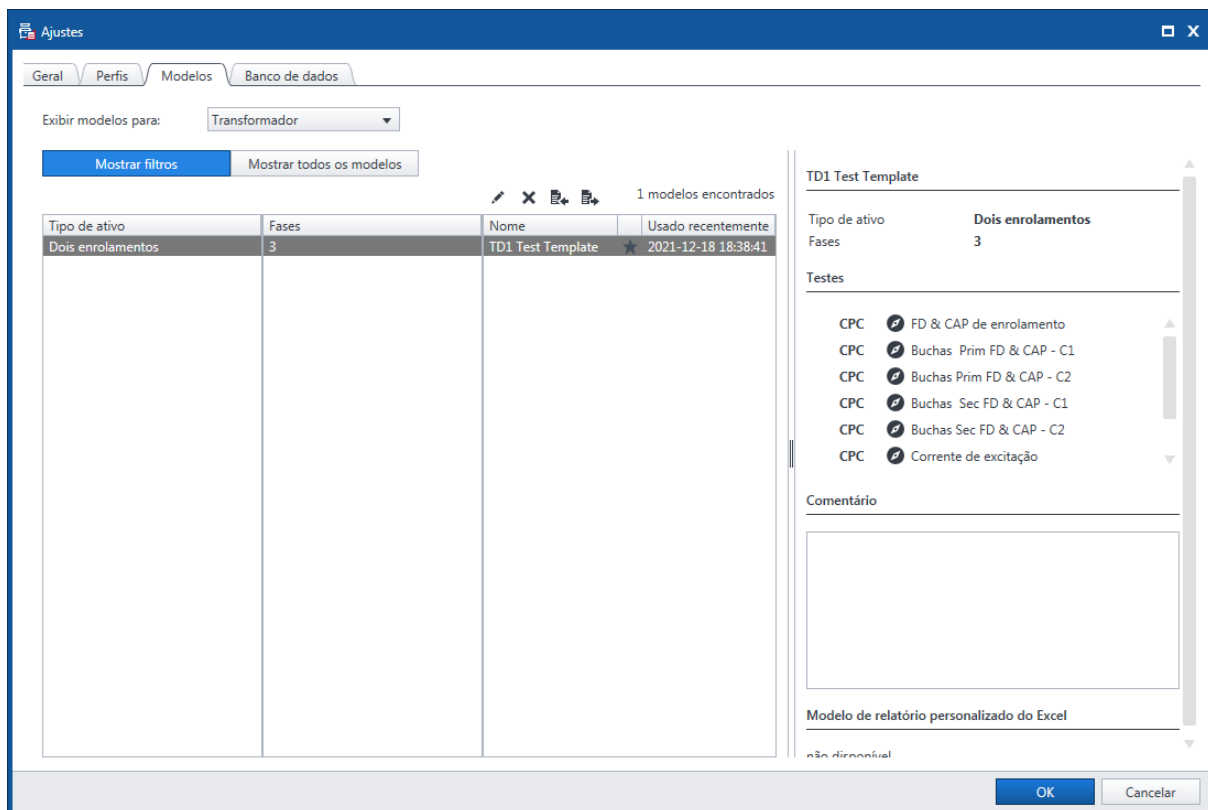 Ajustes
Geral Perfis Modelos Banco de dados
Exibir modelos para: Transformador
Mostrar filtros Mostrar todos os modelos
1 modelos encontrados
Tipo de ativo Fases Nome Usado recentemente
Dois enrolamentos 3 TD1 Test Template 2021-12-18 18:38:41
TD1 Test Template
Tipo de ativo Dois enrolamentos
Fases 3
Testes
CPC FD & CAP de enrolamento
CPC Buchas Prim FD & CAP - C1
CPC Buchas Prim FD & CAP - C2
CPC Buchas Sec FD & CAP - C1
CPC Buchas Sec FD & CAP - C2
CPC Corrente de excitação
Comentário
Modelo de relatório personalizado do Excel
não disponível
OK Cancelar